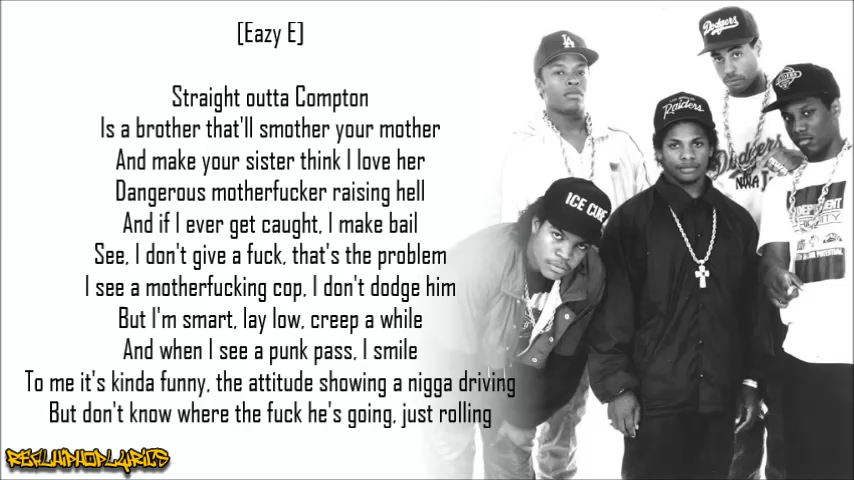 [Eazy E]
Straight outta Compton
Is a brother that'll smother your mother
And make your sister think I love her
Dangerous motherfucker raising hell
And if I ever get caught, I make bail
See, I don't give a fuck, that's the problem
I see a motherfucking cop, I don't dodge him
But I'm smart, lay low, creep a while
And when I see a punk pass, I smile
To me it's kinda funny, the attitude showing a nigga driving
But don't know where the fuck he's going, just rolling
LA
Dodgers
Raiders
Dodgers
NWA
ICE CUBE
REALHIPHOPLYRICS